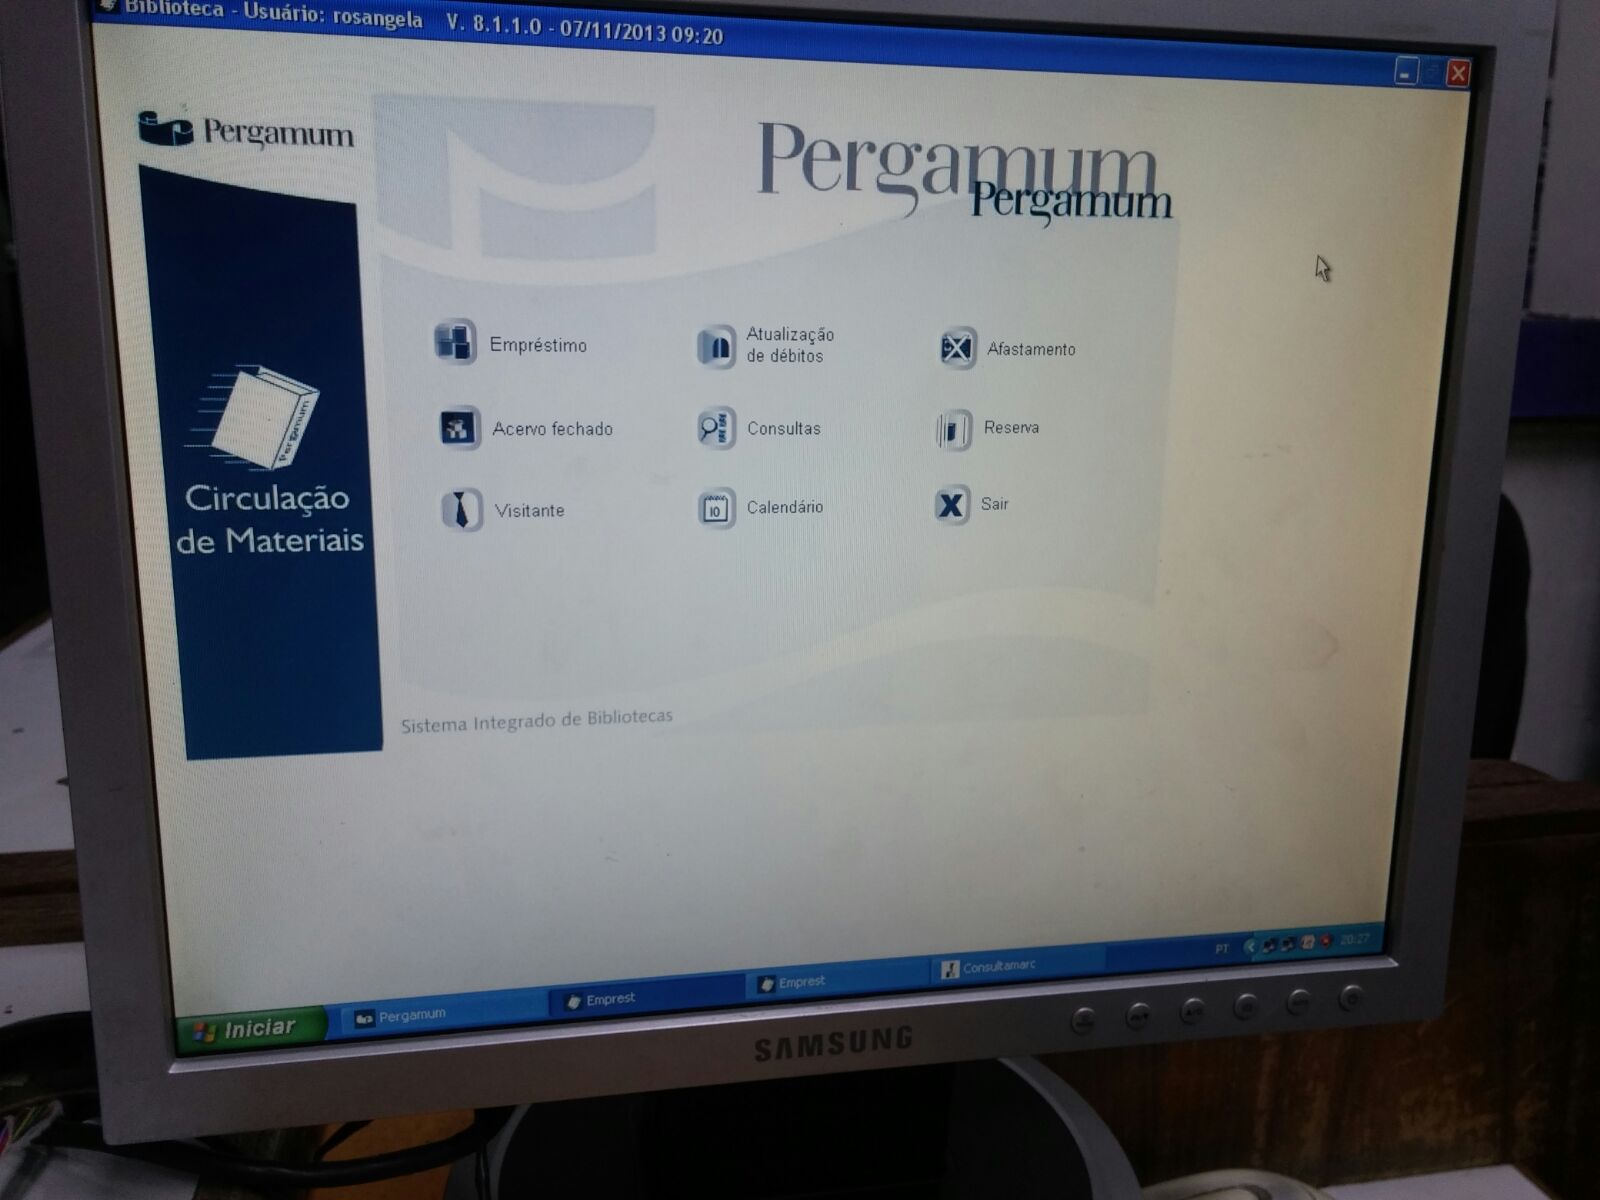 Biblioteca - Usuário: rosangela V. 8.1.1.0 - 07/11/2013 09:20
Pergamum
Pergamum
Pergamum
Empréstimo
Atualização
de débitos
Afastamento
Acervo fechado
Consultas
Reserva
Visitante
Calendário
10
Sair
Pergamum
Circulação
de Materiais
Sistema Integrado de Bibliotecas
Iniciar
Pergamum
Emprest
Emprest
Consultamarc
PT
20:27
SAMSUNG